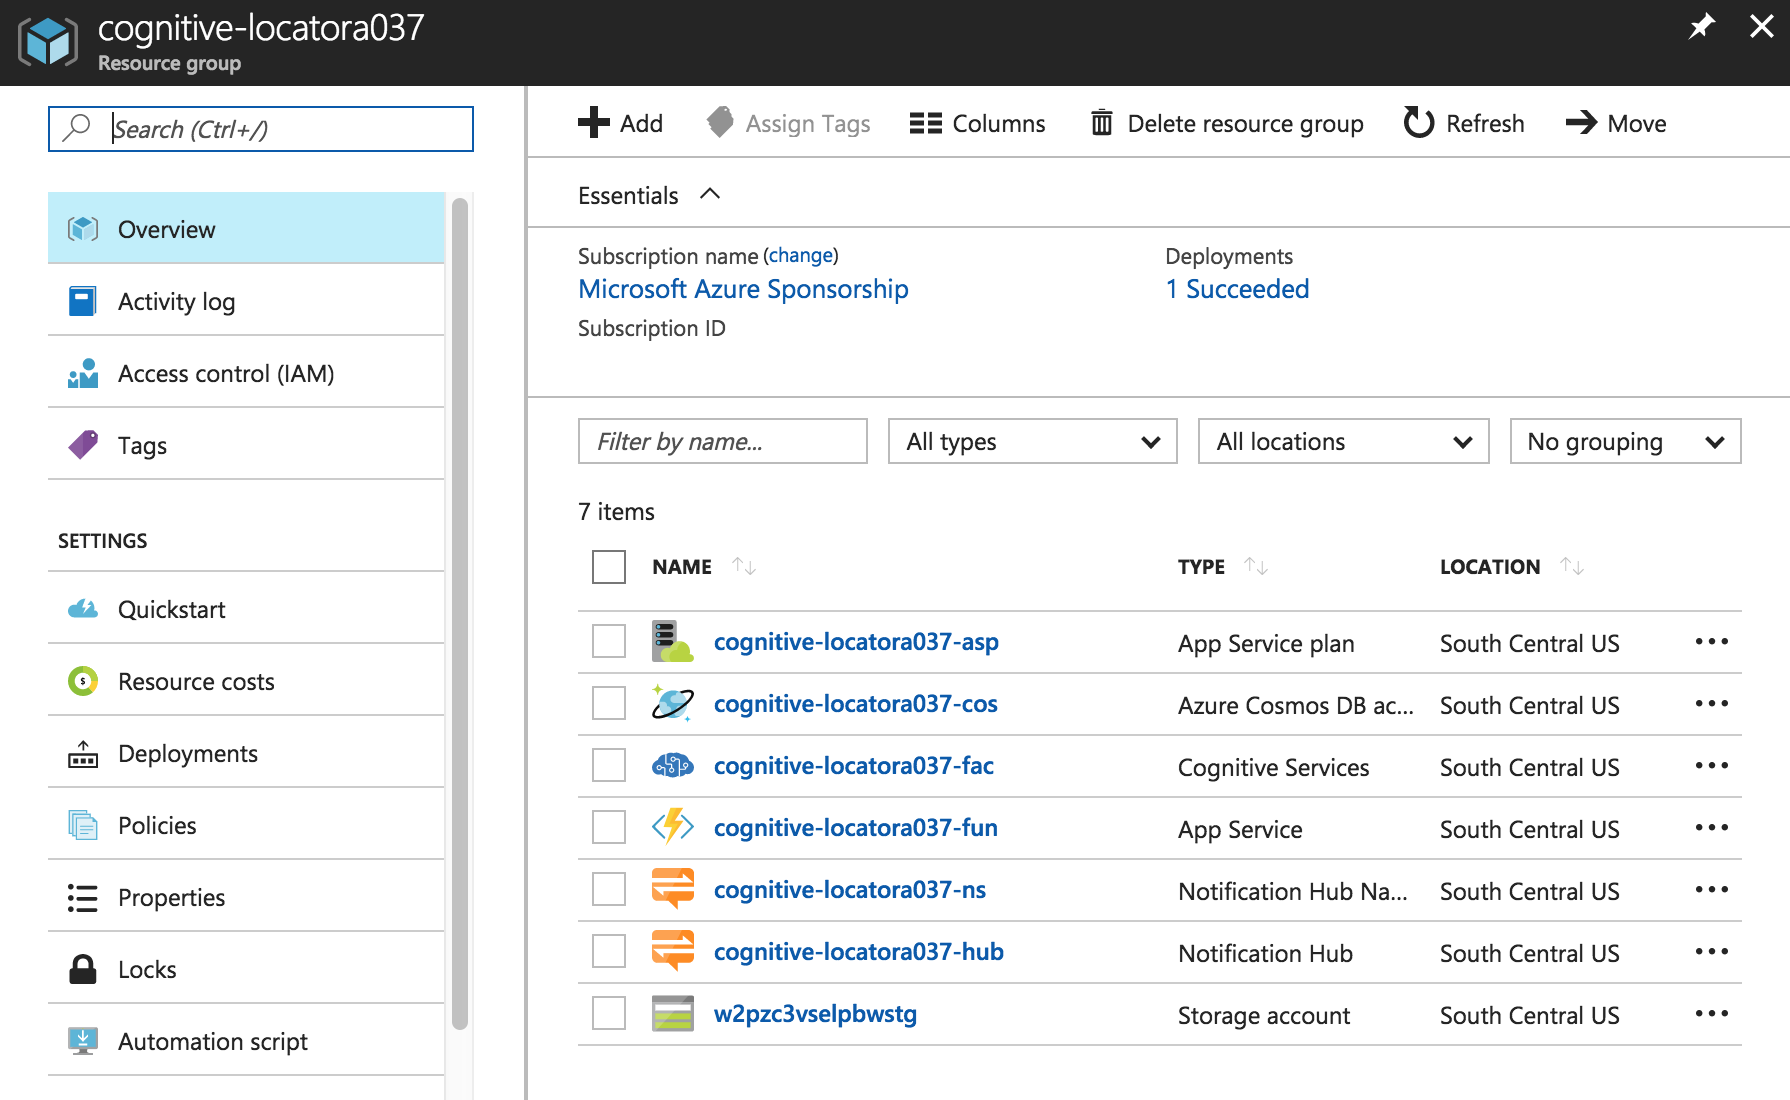 cognitive-locatora037
Resource group
Search (Ctrl+/)
Overview
Activity log
Access control (IAM)
Tags
SETTINGS
Quickstart
Resource costs
Deployments
Policies
Properties
Locks
Automation script
Add Assign Tags Columns Delete resource group Refresh Move
Essentials
Subscription name (change) Deployments
Microsoft Azure Sponsorship 1 Succeeded
Subscription ID
Filter by name... All types All locations No grouping
7 items
NAME TYPE LOCATION
cognitive-locatora037-asp App Service plan South Central US
cognitive-locatora037-cos Azure Cosmos DB ac... South Central US
cognitive-locatora037-fac Cognitive Services South Central US
cognitive-locatora037-fun App Service South Central US
cognitive-locatora037-ns Notification Hub Na... South Central US
cognitive-locatora037-hub Notification Hub South Central US
w2pzc3vselpbwstg Storage account South Central US